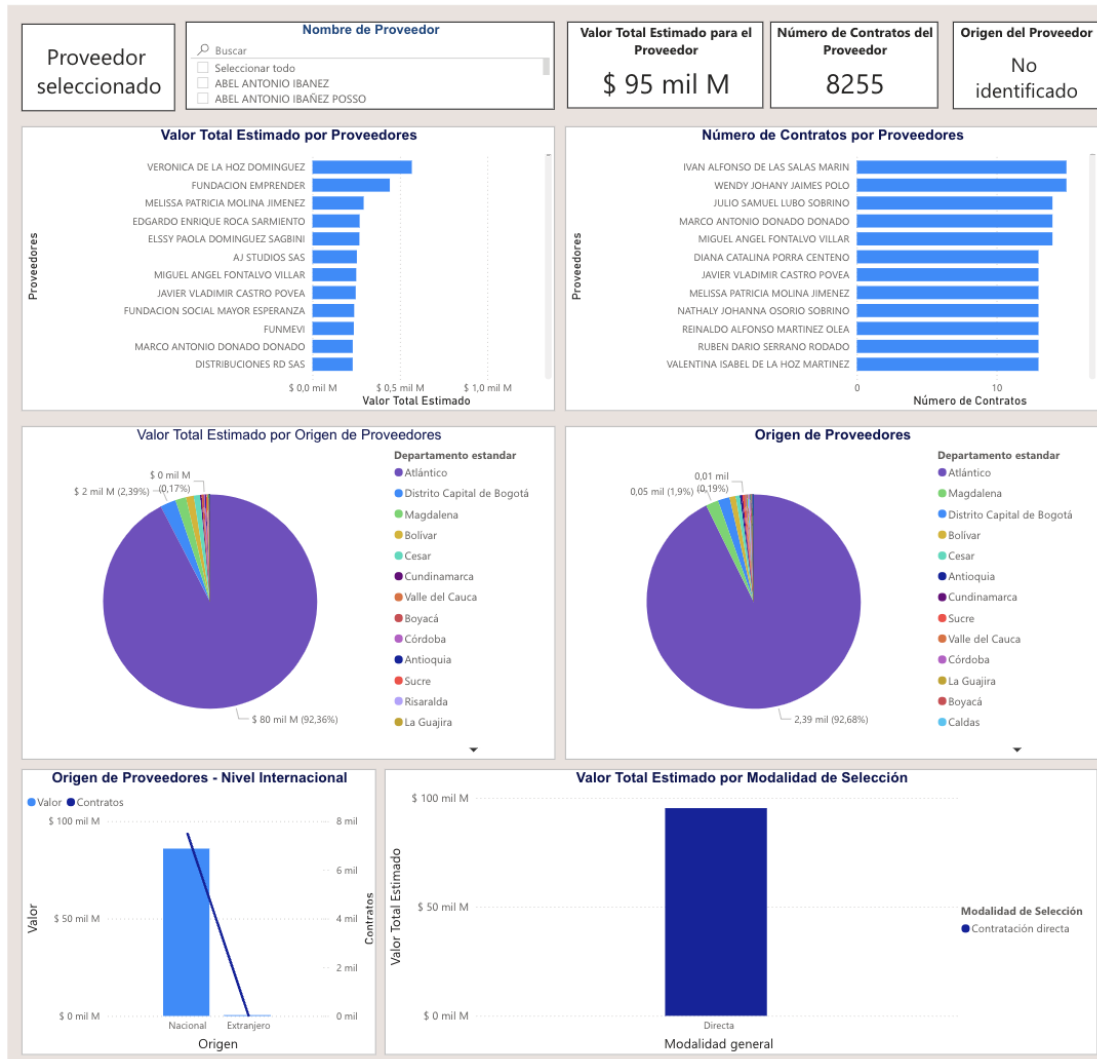 Proveedor
seleccionado
Nombre de Proveedor
Buscar
Seleccionar todo
ABEL ANTONIO IBANEZ
ABEL ANTONIO IBAÑEZ POSSO
Valor Total Estimado para el
Proveedor
$ 95 mil M
Número de Contratos del
Proveedor
8255
Origen del Proveedor
No
identificado
Valor Total Estimado por Proveedores
Proveedores
VERONICA DE LA HOZ DOMINGUEZ
FUNDACION EMPRENDER
MELISSA PATRICIA MOLINA JIMENEZ
EDGARDO ENRIQUE ROCA SARMIENTO
ELSSY PAOLA DOMINGUEZ SAGBINI
AJ STUDIOS SAS
MIGUEL ANGEL FONTALVO VILLAR
JAVIER VLADIMIR CASTRO POVEA
FUNDACION SOCIAL MAYOR ESPERANZA
FUNMEVI
MARCO ANTONIO DONADO DONADO
DISTRIBUCIONES RD SAS
$ 0,0 mil M $ 0,5 mil M $ 1,0 mil M
Valor Total Estimado
Número de Contratos por Proveedores
Proveedores
IVAN ALFONSO DE LAS SALAS MARIN
WENDY JOHANY JAIMES POLO
JULIO SAMUEL LUBO SOBRINO
MARCO ANTONIO DONADO DONADO
MIGUEL ANGEL FONTALVO VILLAR
DIANA CATALINA PORRA CENTENO
JAVIER VLADIMIR CASTRO POVEA
MELISSA PATRICIA MOLINA JIMENEZ
NATHALY JOHANNA OSORIO SOBRINO
REINALDO ALFONSO MARTINEZ OLEA
RUBEN DARIO SERRANO RODADO
VALENTINA ISABEL DE LA HOZ MARTINEZ
0 10
Número de Contratos
Valor Total Estimado por Origen de Proveedores
$ 0 mil M
(0,17%)
$ 2 mil M (2,39%)
$ 80 mil M (92,36%)
Departamento estandar
Atlántico
Distrito Capital de Bogotá
Magdalena
Bolívar
Cesar
Cundinamarca
Valle del Cauca
Boyacá
Córdoba
Antioquia
Sucre
Risaralda
La Guajira
Origen de Proveedores
0,01 mil
(0,19%)
0,05 mil (1,9%)
2,39 mil (92,68%)
Departamento estandar
Atlántico
Magdalena
Distrito Capital de Bogotá
Bolívar
Cesar
Antioquia
Cundinamarca
Sucre
Valle del Cauca
Córdoba
La Guajira
Boyacá
Caldas
Origen de Proveedores - Nivel Internacional
Valor Contratos
$ 100 mil M
$ 50 mil M
$ 0 mil M
Valor
8 mil
6 mil
4 mil
2 mil
0 mil
Contratos
Nacional Extranjero
Origen
Valor Total Estimado por Modalidad de Selección
Valor Total Estimado
$ 100 mil M
$ 50 mil M
$ 0 mil M
Directa
Modalidad general
Modalidad de Selección
Contratación directa